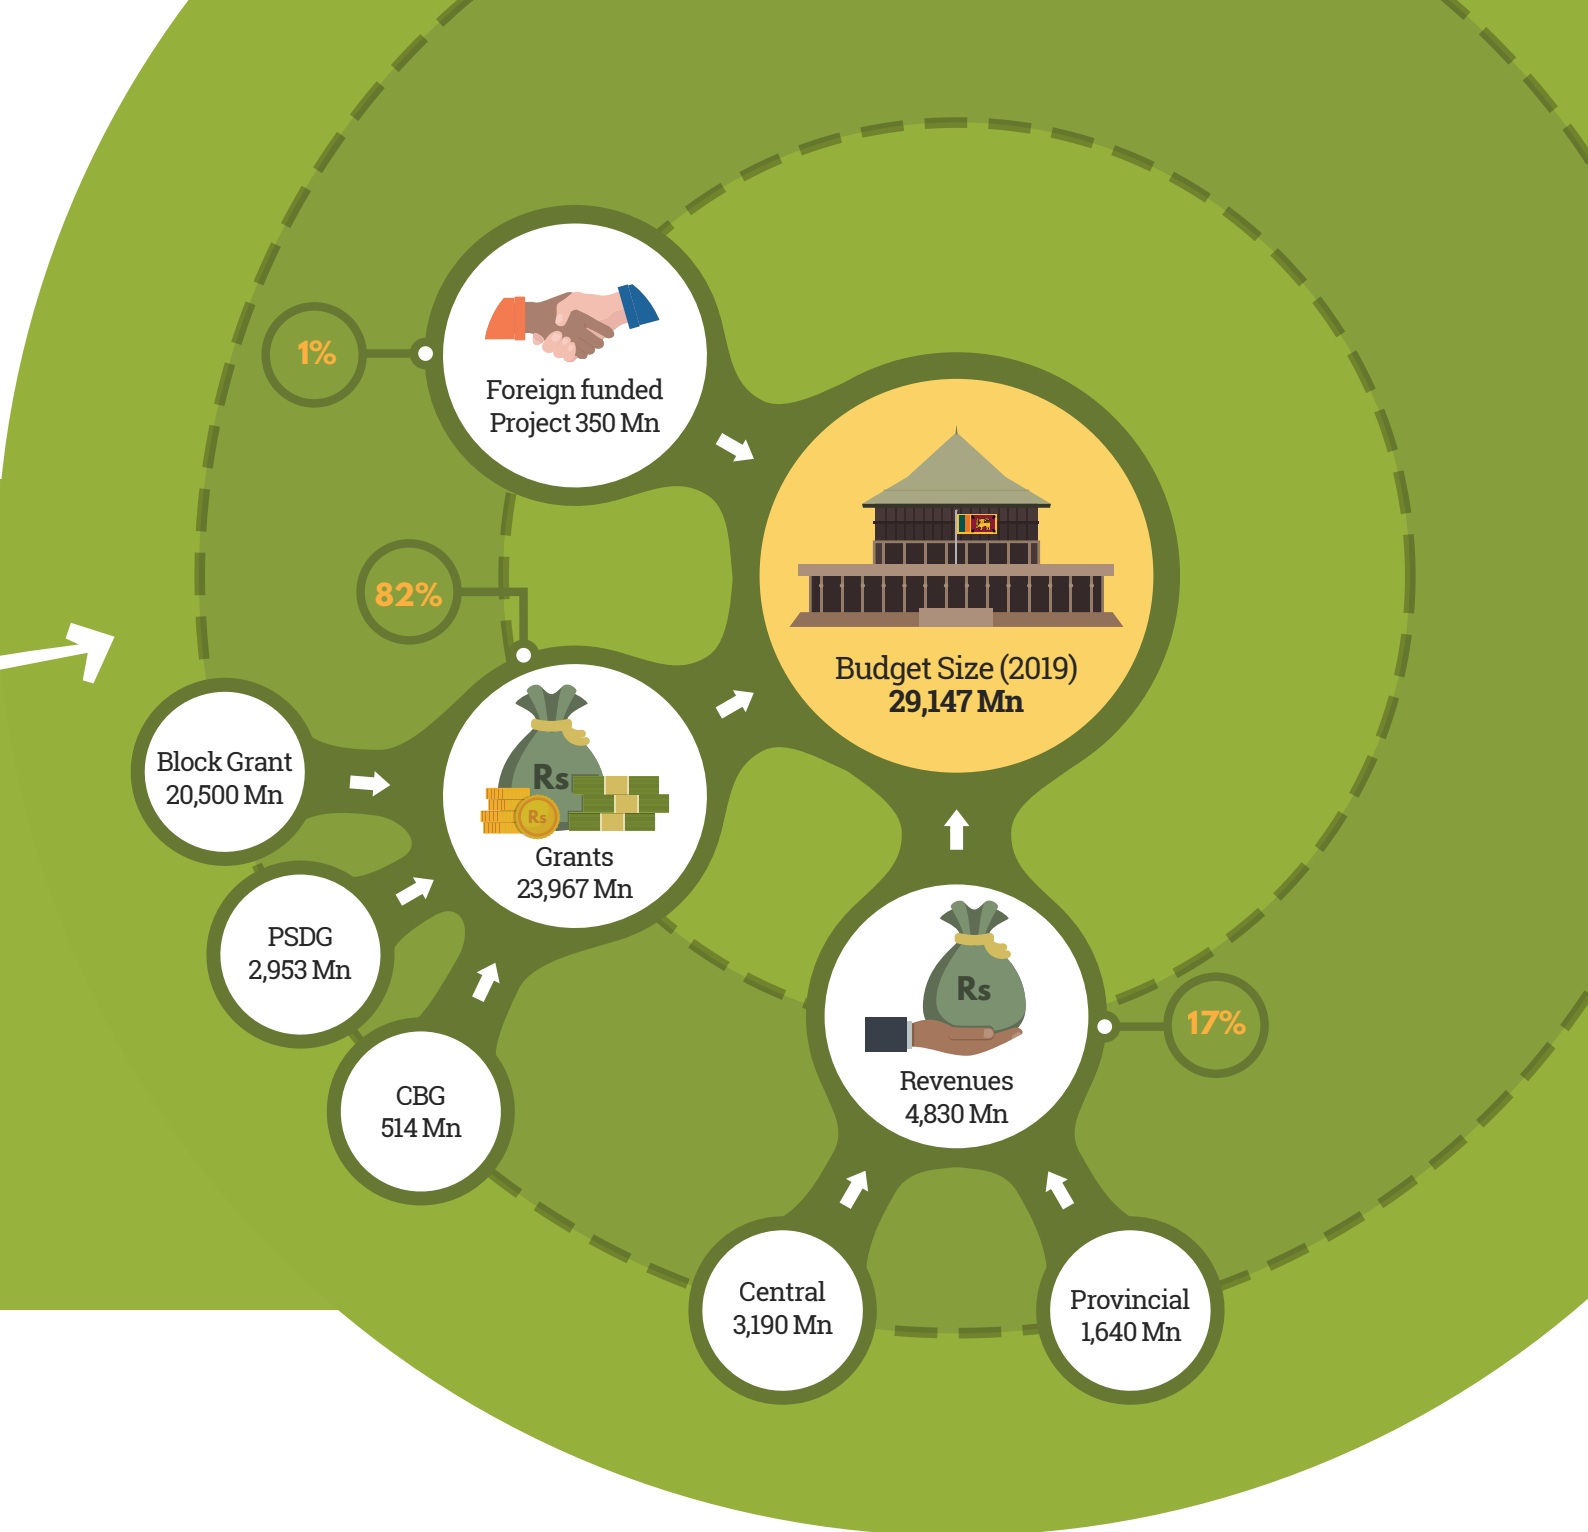 1%
Foreign funded
Project 350 Mn
82%
Budget Size (2019)
29,147 Mn
Block Grant
20,500 Mn
Rs
Rs
Grants
23,967 Mn
PSDG
2,953 Mn
CBG
514 Mn
Rs
Revenues
4,830 Mn
17%
Central
3,190 Mn
Provincial
1,640 Mn